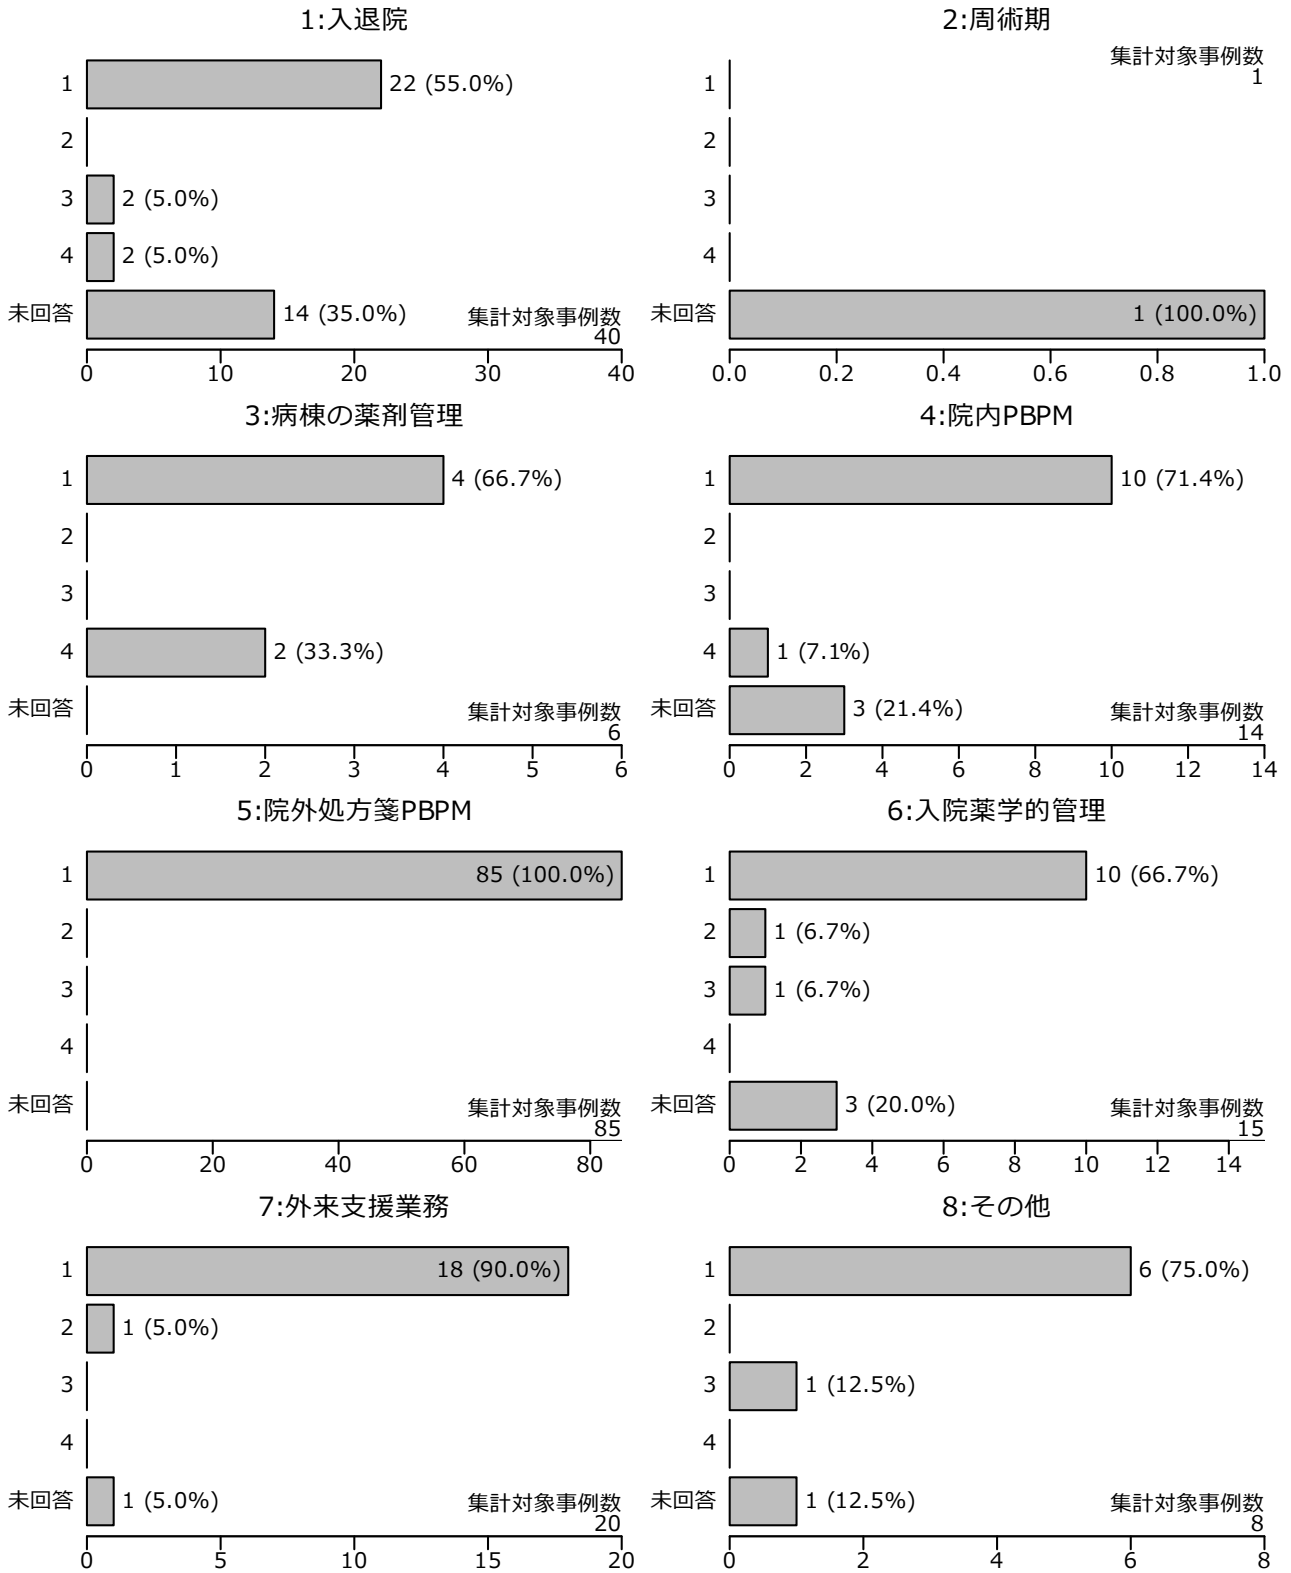 1:入退院
1
22 (55.0%)
2
3
2 (5.0%)
4
2 (5.0%)
未回答
14 (35.0%)
集計対象事例数
40
0 10 20 30 40
2:周術期
集計対象事例数
1
1
2
3
4
未回答
1 (100.0%)
0.0 0.2 0.4 0.6 0.8 1.0
3:病棟の薬剤管理
1
4 (66.7%)
2
3
4
2 (33.3%)
未回答
集計対象事例数
6
0 1 2 3 4 5 6
4:院内PBPM
1
10 (71.4%)
2
3
4
1 (7.1%)
未回答
3 (21.4%)
集計対象事例数
14
0 2 4 6 8 10 12 14
5:院外処方箋PBPM
1
85 (100.0%)
2
3
4
未回答
集計対象事例数
85
0 20 40 60 80
6:入院薬学的管理
1
10 (66.7%)
2
1 (6.7%)
3
1 (6.7%)
4
未回答
3 (20.0%)
集計対象事例数
15
0 2 4 6 8 10 12 14
7:外来支援業務
1
18 (90.0%)
2
1 (5.0%)
3
4
未回答
1 (5.0%)
集計対象事例数
20
0 5 10 15 20
8:その他
1
6 (75.0%)
2
3
1 (12.5%)
4
未回答
1 (12.5%)
集計対象事例数
8
0 2 4 6 8